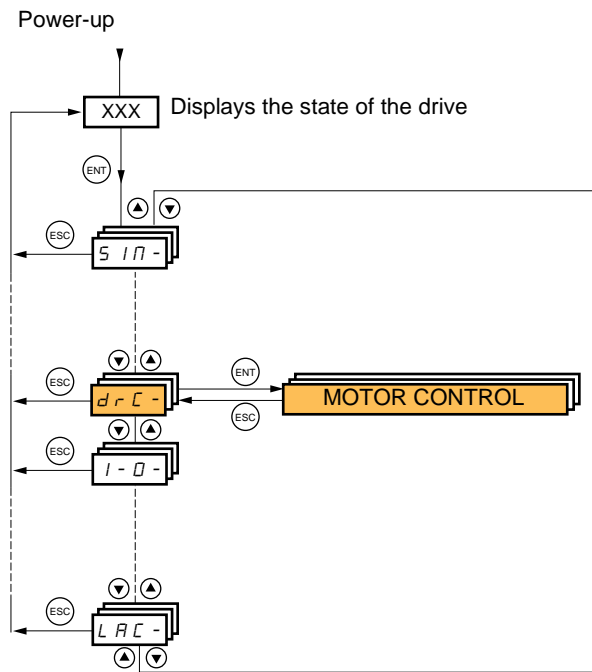 Power-up
XXX Displays the state of the drive
ENT
ESC
SIM-
ESC
drC-
ENT
ESC
MOTOR CONTROL
ESC
I-O-
ESC
LAC-